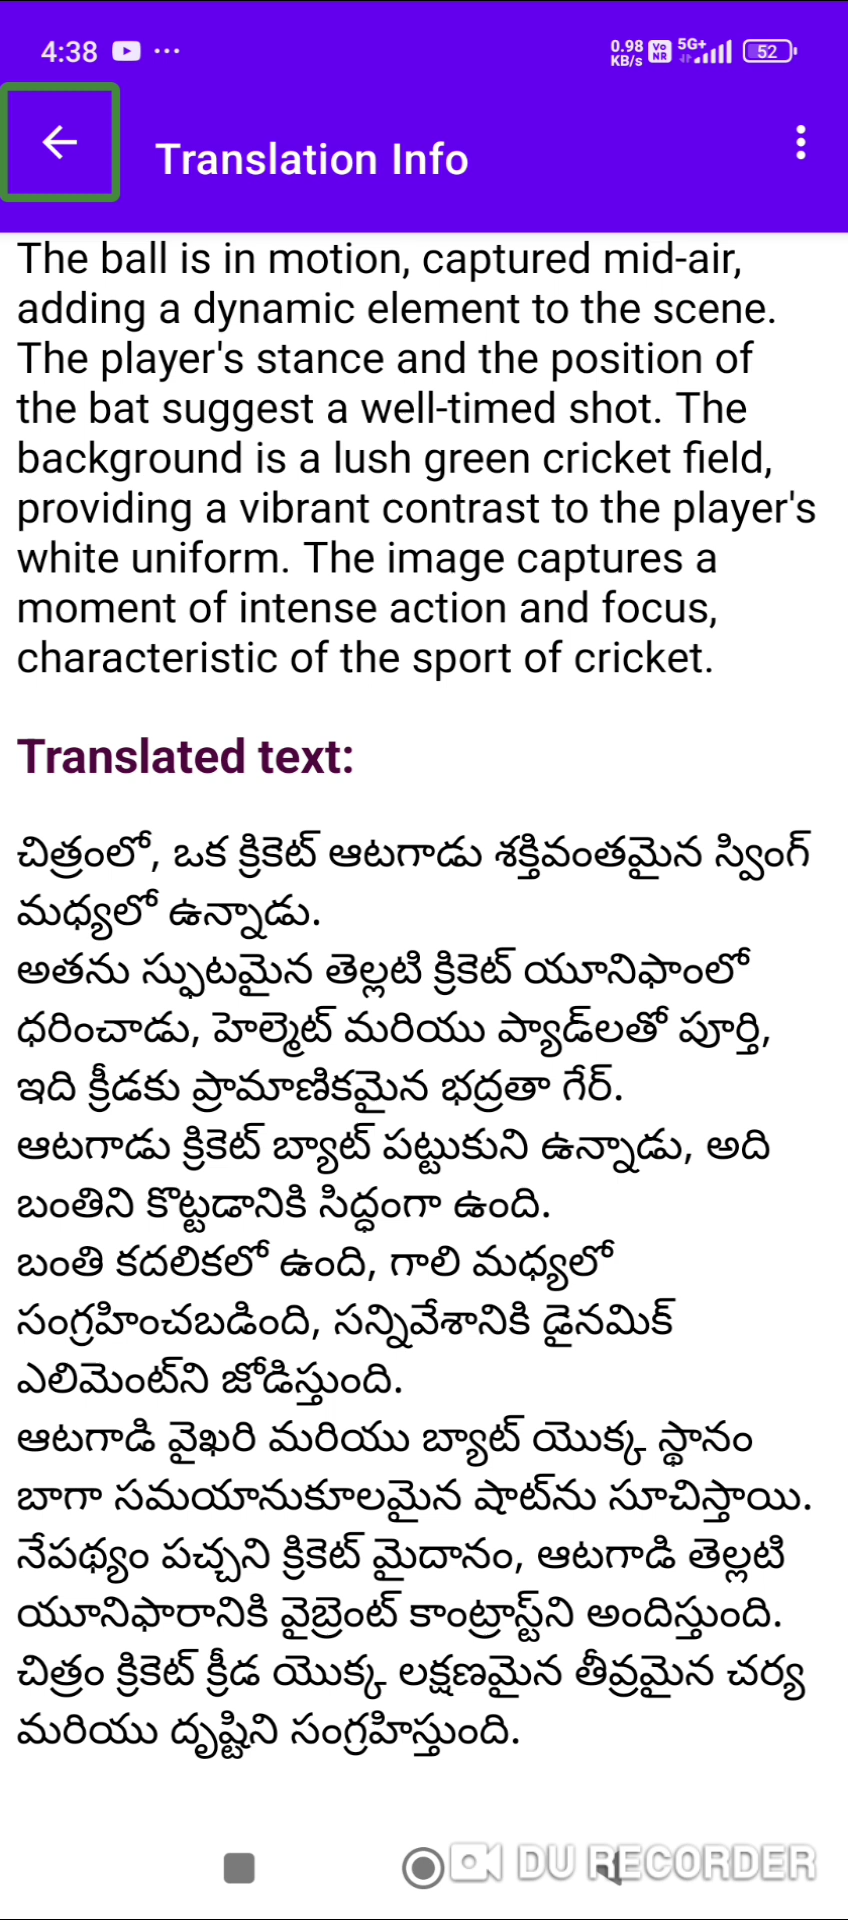 4:38 ...
0.98 KB/s Vo NR 5G+ 52
Translation Info
The ball is in motion, captured mid-air,
adding a dynamic element to the scene.
The player's stance and the position of
the bat suggest a well-timed shot. The
background is a lush green cricket field,
providing a vibrant contrast to the player's
white uniform. The image captures a
moment of intense action and focus,
characteristic of the sport of cricket.
Translated text:
చిత్రంలో, ఒక క్రికెట్ ఆటగాడు శక్తివంతమైన స్వింగ్
మధ్యలో ఉన్నాడు.
అతను స్ఫుటమైన తెల్లటి క్రికెట్ యూనిఫాంలో
ధరించాడు, హెల్మెట్ మరియు ప్యాడ్‌లతో పూర్తి,
ఇది క్రీడకు ప్రామాణికమైన భద్రతా గేర్.
ఆటగాడు క్రికెట్ బ్యాట్ పట్టుకుని ఉన్నాడు, అది
బంతిని కొట్టడానికి సిద్ధంగా ఉంది.
బంతి కదలికలో ఉంది, గాలి మధ్యలో
సంగ్రహించబడింది, సన్నివేశానికి డైనమిక్
ఎలిమెంట్‌ని జోడిస్తుంది.
ఆటగాడి వైఖరి మరియు బ్యాట్ యొక్క స్థానం
బాగా సమయానుకూలమైన షాట్‌ను సూచిస్తాయి.
నేపథ్యం పచ్చని క్రికెట్ మైదానం, ఆటగాడి తెల్లటి
యూనిఫారానికి వైబ్రెంట్ కాంట్రాస్ట్‌ని అందిస్తుంది.
చిత్రం క్రికెట్ క్రీడ యొక్క లక్షణమైన తీవ్రమైన చర్య
మరియు దృష్టిని సంగ్రహిస్తుంది.
DU RECORDER